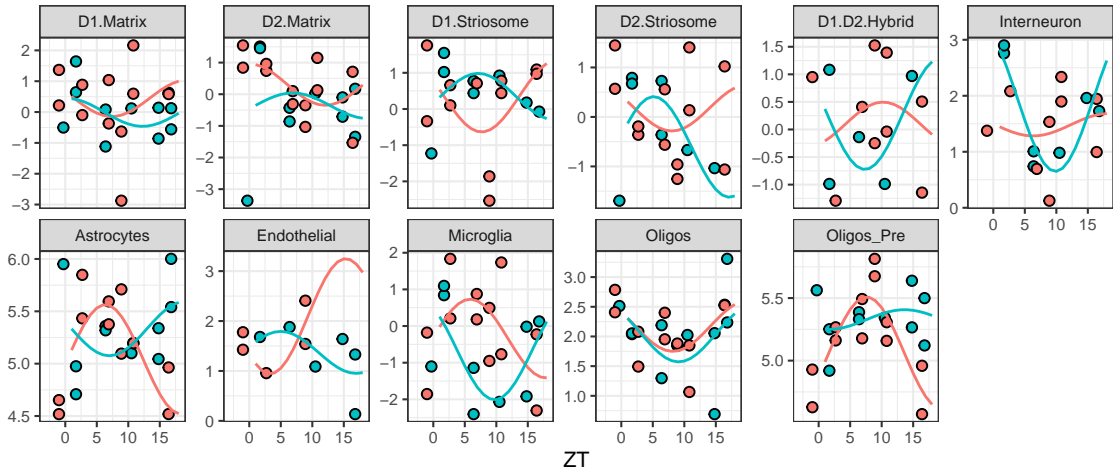 D1.Matrix D2.Matrix D1.Striosome D2.Striosome D1.D2.Hybrid Interneuron
2 1 0 −1 −2 −3
1 0 −1 −2 −3
1 0 −1 −2
1 0 −1
1.5 1.0 0.5 0.0 −0.5 −1.0
3 2 1 0
0 5 10 15
Astrocytes Endothelial Microglia Oligos Oligos_Pre
6.0 5.5 5.0 4.5
3 2 1 0
2 1 0 −1 −2
3.0 2.5 2.0 1.5 1.0
5.5 5.0
0 5 10 15 0 5 10 15 0 5 10 15 0 5 10 15 0 5 10 15
ZT